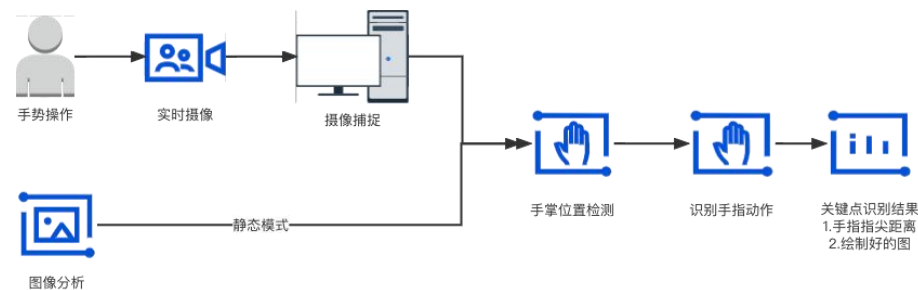 手势操作
实时摄像
摄像捕捉
手掌位置检测
识别手指动作
关键点识别结果
1.手指指尖距离
2.绘制好的图
静态模式
图像分析